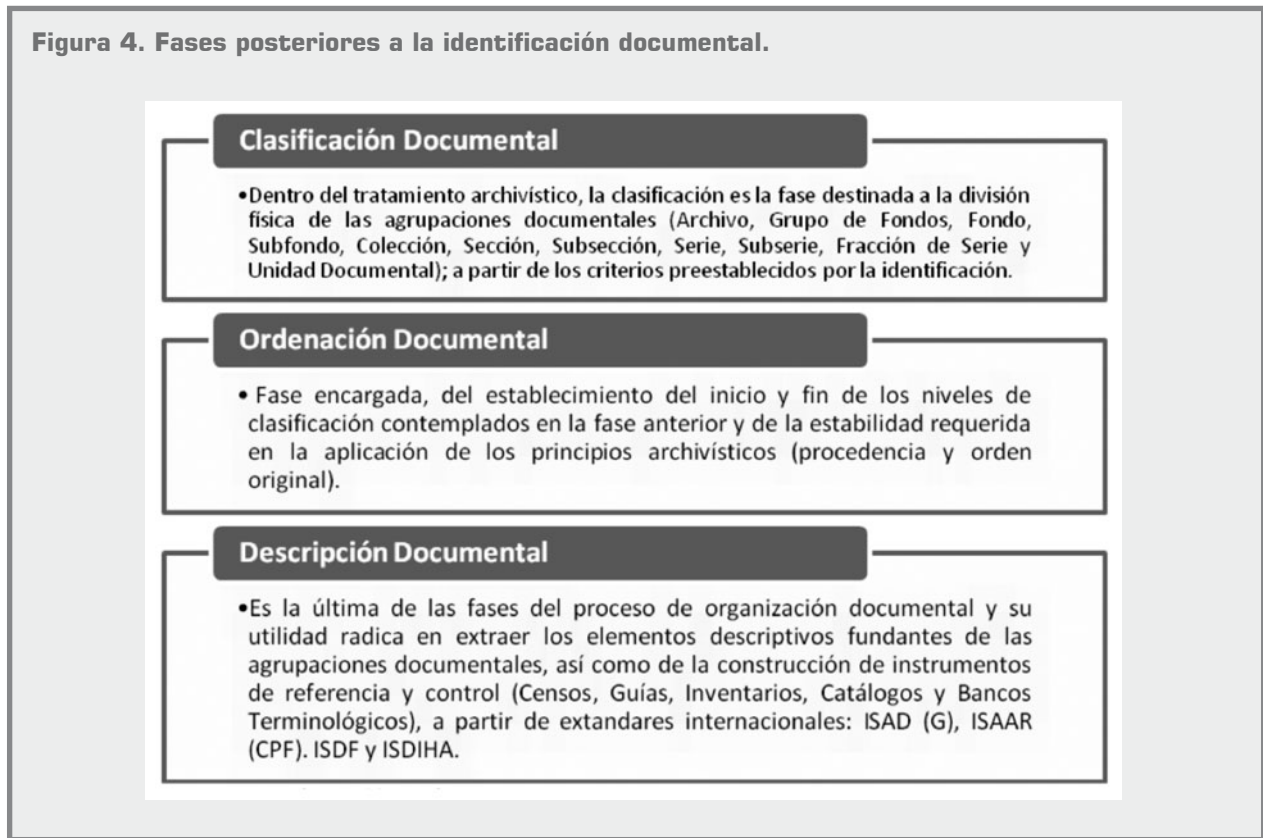 Figura 4. Fases posteriores a la identificación documental.
Clasificación Documental
•Dentro del tratamiento archivístico, la clasificación es la fase destinada a la división
física de las agrupaciones documentales (Archivo, Grupo de Fondos, Fondo,
Subfondo, Colección, Sección, Subsección, Serie, Subserie, Fracción de Serie y
Unidad Documental); a partir de los criterios preestablecidos por la identificación.
Ordenación Documental
• Fase encargada, del establecimiento del inicio y fin de los niveles de
clasificación contemplados en la fase anterior y de la estabilidad requerida
en la aplicación de los principios archivísticos (procedencia y orden
original).
Descripción Documental
•Es la última de las fases del proceso de organización documental y su
utilidad radica en extraer los elementos descriptivos fundantes de las
agrupaciones documentales, así como de la construcción de instrumentos
de referencia y control (Censos, Guías, Inventarios, Catálogos y Bancos
Terminológicos), a partir de extandares internacionales: ISAD (G), ISAAR
(CPF). ISDF y ISDIHA.